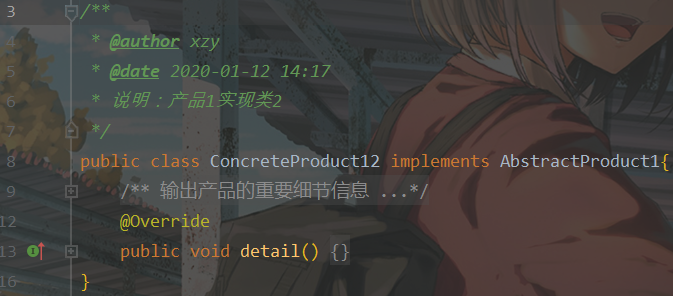 3 /**
4 * @author xzy
5 * @date 2020-01-12 14:17
6 * 说明：产品1实现类2
7 */
8 public class ConcreteProduct12 implements AbstractProduct1{
9 /** 输出产品的重要细节信息 ...*/
12 @Override
13 public void detail() {}
16 }